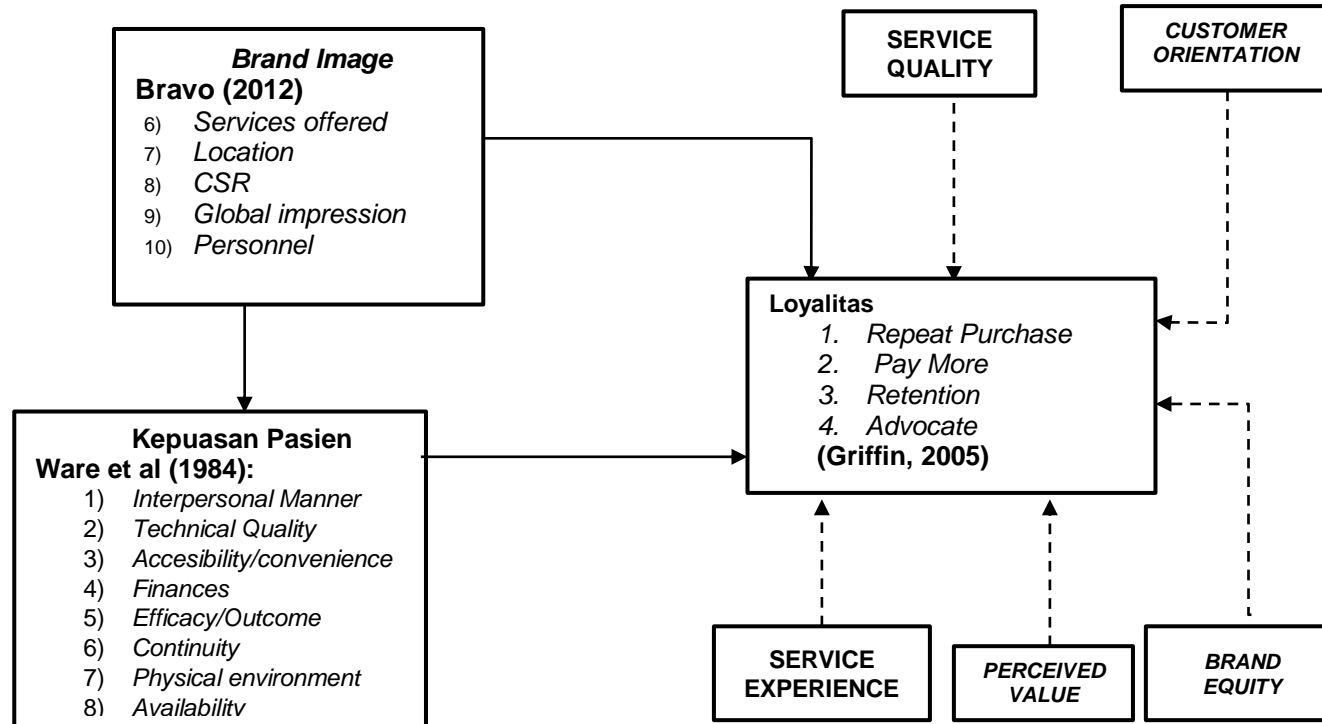 Brand Image
Bravo (2012)
6) Services offered
7) Location
8) CSR
9) Global impression
10) Personnel
SERVICE
QUALITY
CUSTOMER
ORIENTATION
Loyalitas
1. Repeat Purchase
2. Pay More
3. Retention
4. Advocate
(Griffin, 2005)
Kepuasan Pasien
Ware et al (1984):
1) Interpersonal Manner
2) Technical Quality
3) Accesibility/convenience
4) Finances
5) Efficacy/Outcome
6) Continuity
7) Physical environment
8) Availability
SERVICE
EXPERIENCE
PERCEIVED
VALUE
BRAND
EQUITY